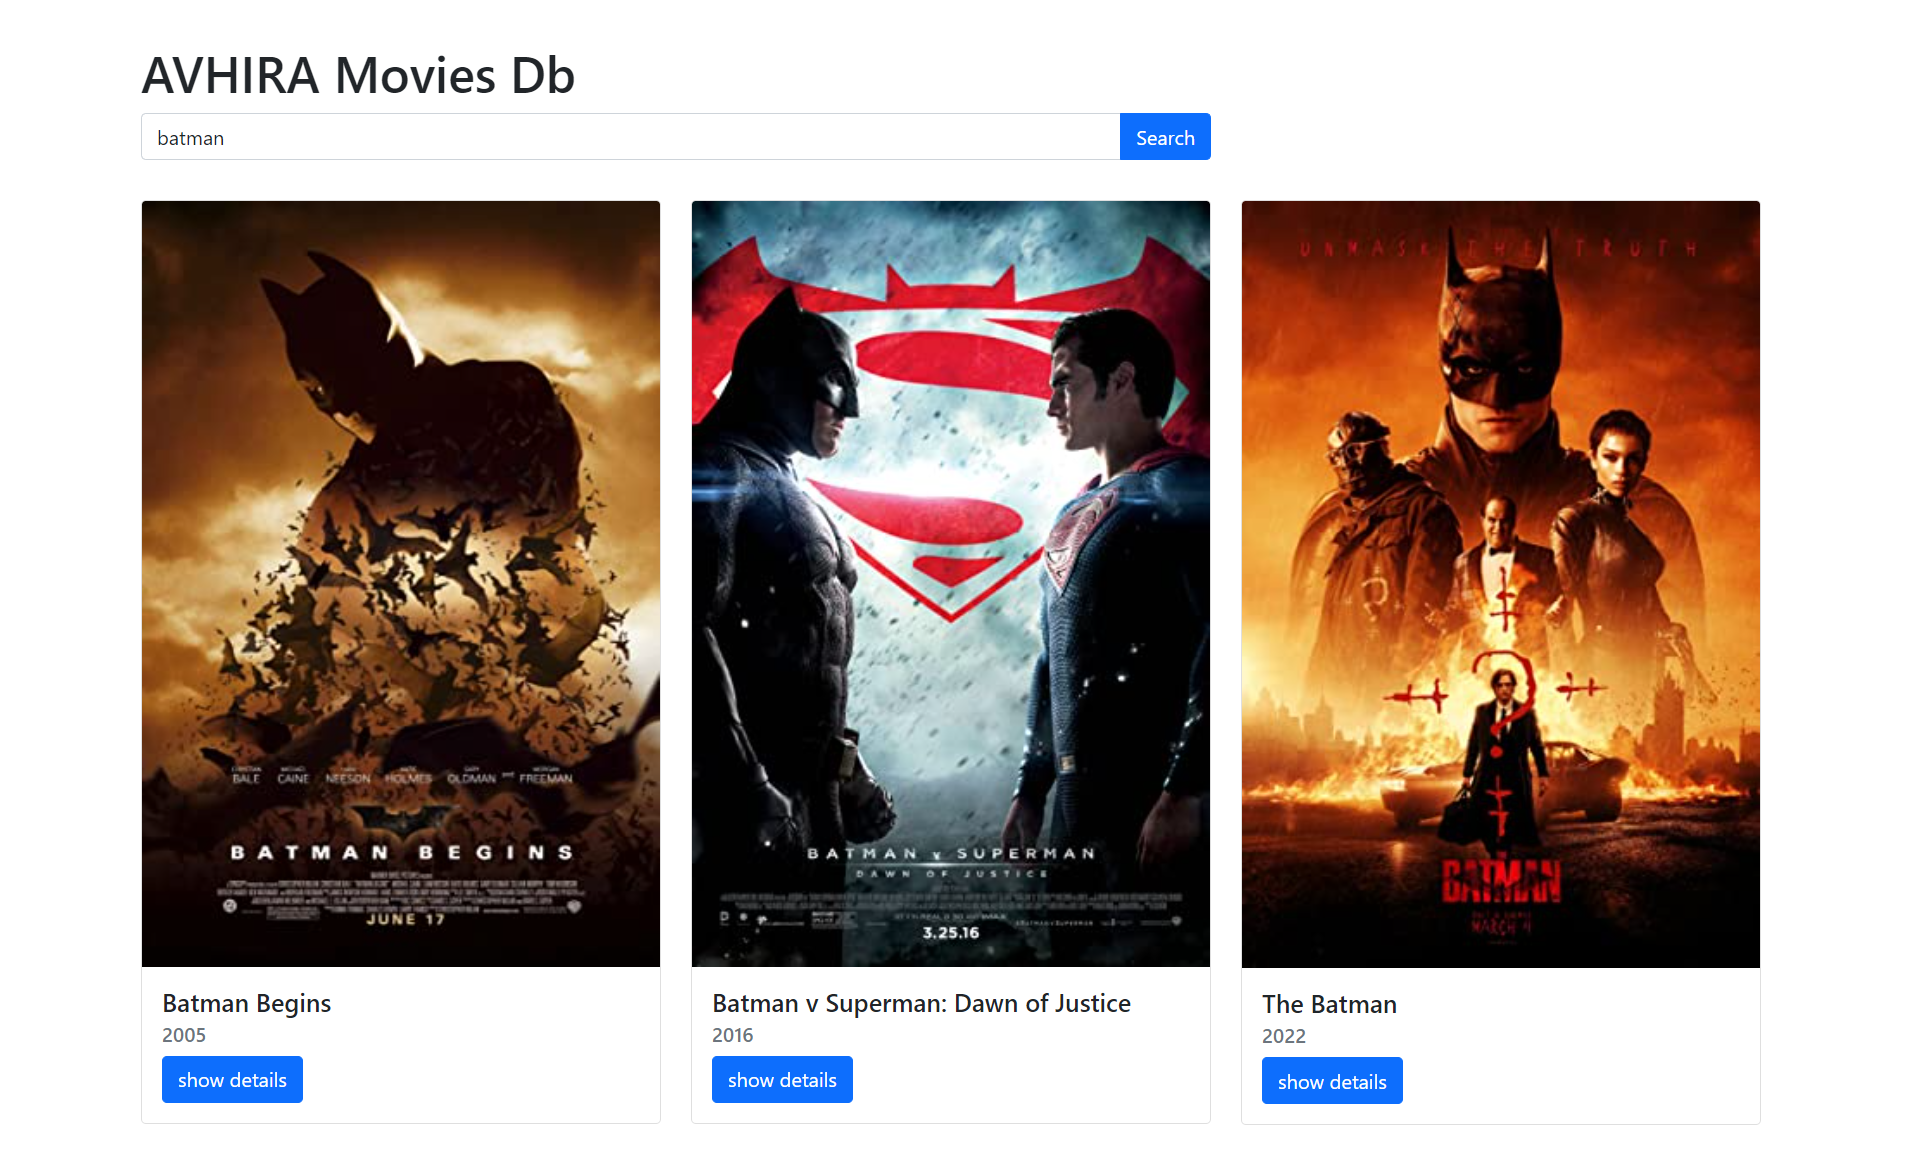 AVHIRA Movies Db
batman
Search
BALE CAINE NEESON HOLMES OLDMAN and FREEMAN
BATMAN BEGINS
JUNE 17
BATMAN v SUPERMAN
DAWN OF JUSTICE
3.25.16
UNMASK THE TRUTH
THE BATMAN
MARCH 4
Batman Begins
2005
show details
Batman v Superman: Dawn of Justice
2016
show details
The Batman
2022
show details